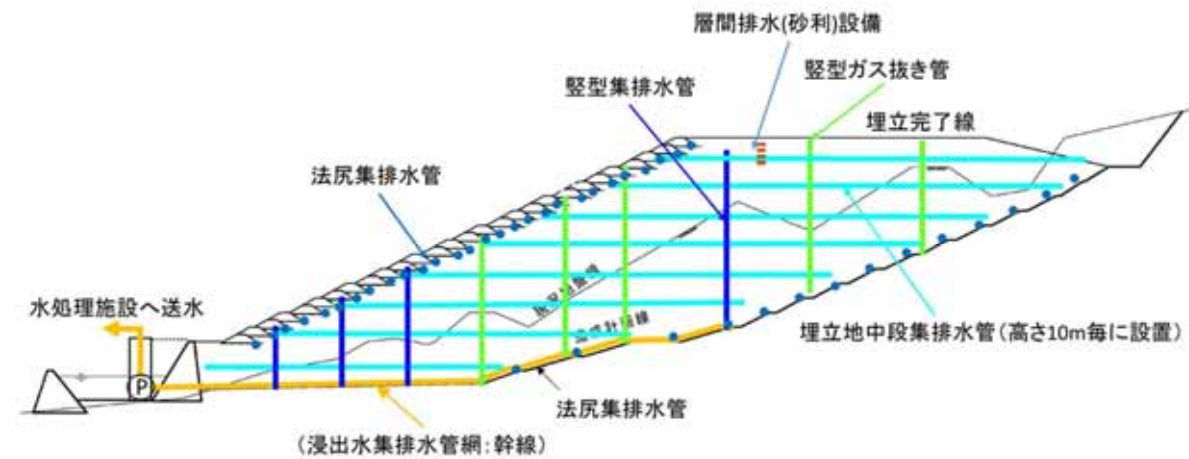 層間排水(砂利)設備
竪型ガス抜き管
竪型集排水管
埋立完了線
法尻集排水管
水処理施設へ送水
埋立地中段集排水管(高さ10m毎に設置)
P
法尻集排水管
(浸出水集排水管網:幹線)